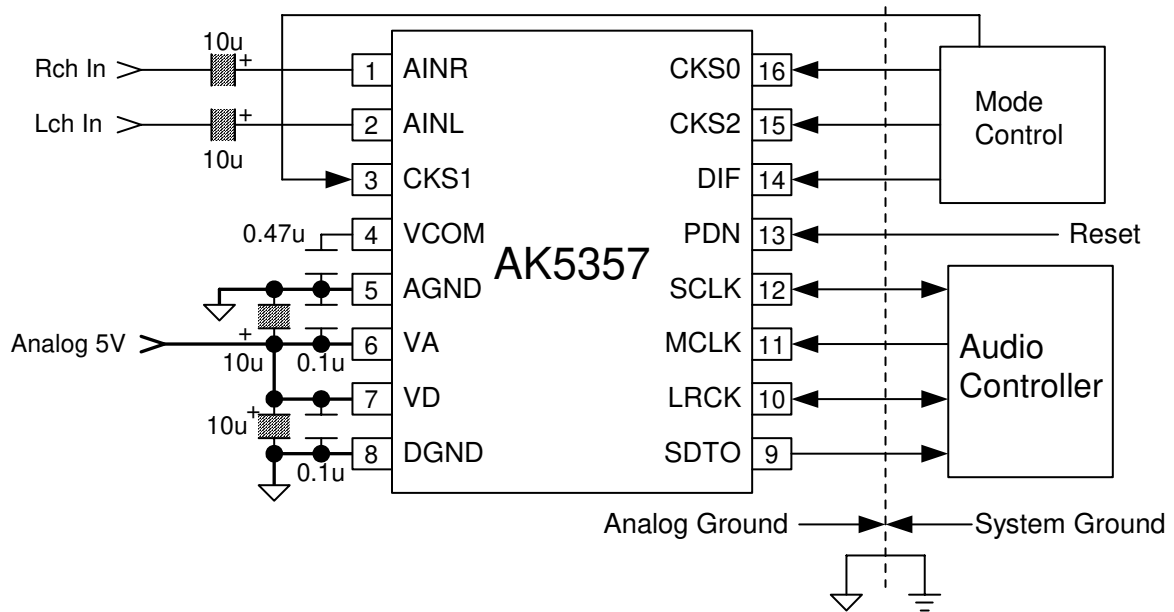 10u
+
Rch In
1
AINR
CKS0
16
Mode
Control
Lch In
+
10u
2
AINL
CKS2
15
3
CKS1
DIF
14
0.47u
4
VCOM
PDN
13
Reset
AK5357
5
AGND
SCLK
12
Analog 5V
+
10u
0.1u
6
VA
MCLK
11
Audio
Controller
7
VD
LRCK
10
10u
+
0.1u
8
DGND
SDTO
9
Analog Ground
System Ground